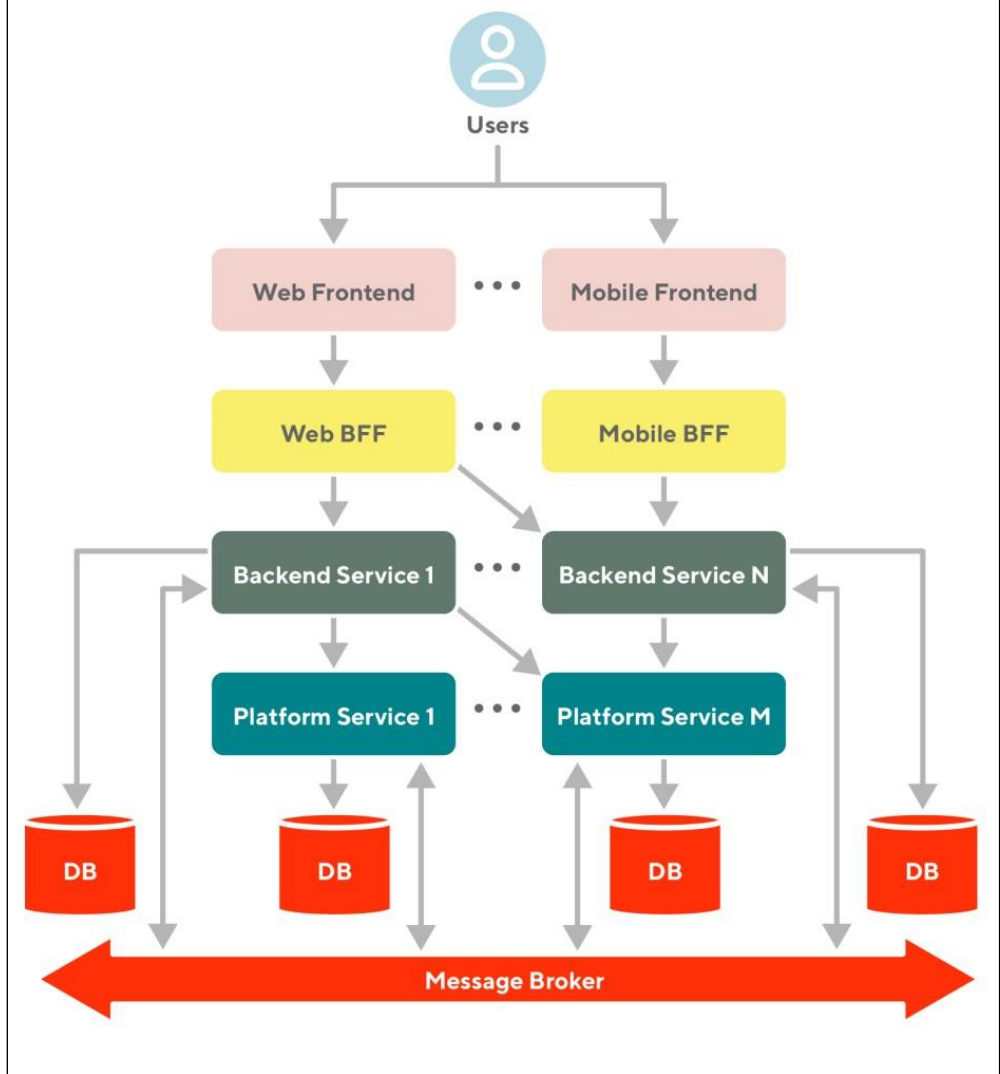 Users
Web Frontend
Mobile Frontend
Web BFF
Mobile BFF
Backend Service 1
Backend Service N
Platform Service 1
Platform Service M
DB
DB
DB
DB
Message Broker